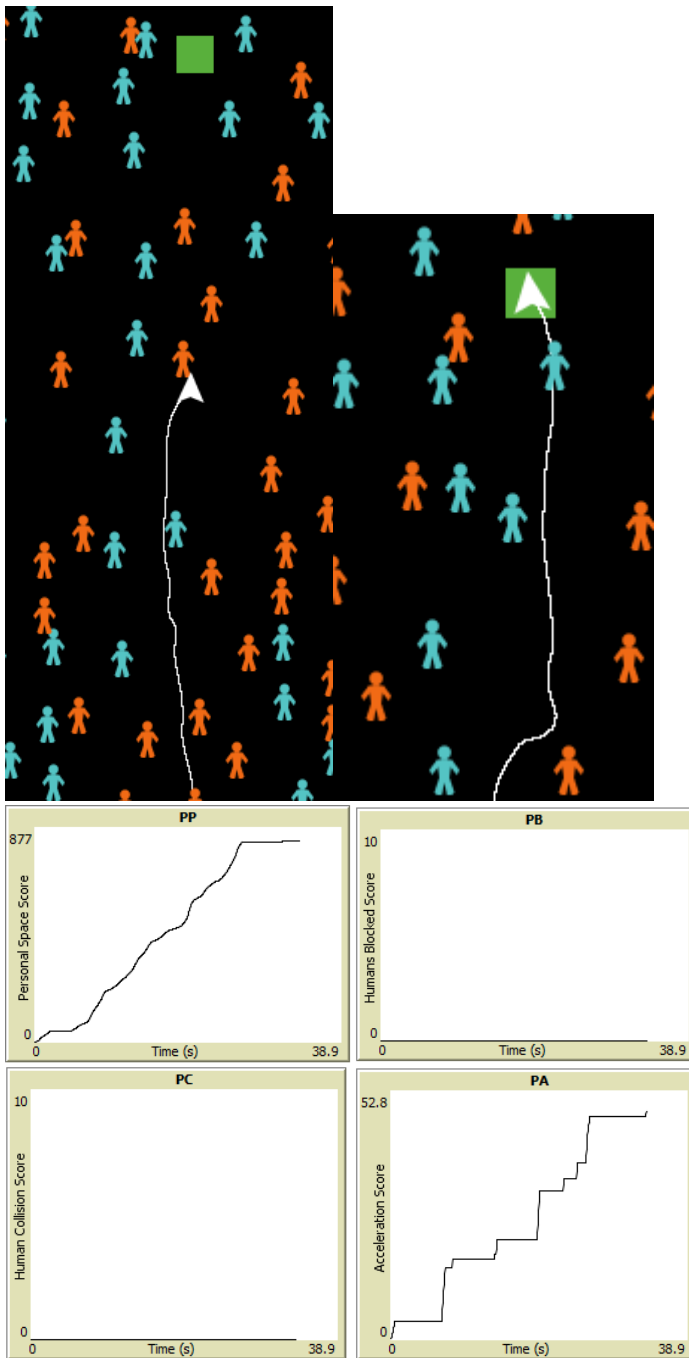 PP
877
Personal Space Score
0
0
Time (s)
38.9
PB
10
Humans Blocked Score
0
0
Time (s)
38.9
PC
10
Human Collision Score
0
0
Time (s)
38.9
PA
52.8
Acceleration Score
0
0
Time (s)
38.9